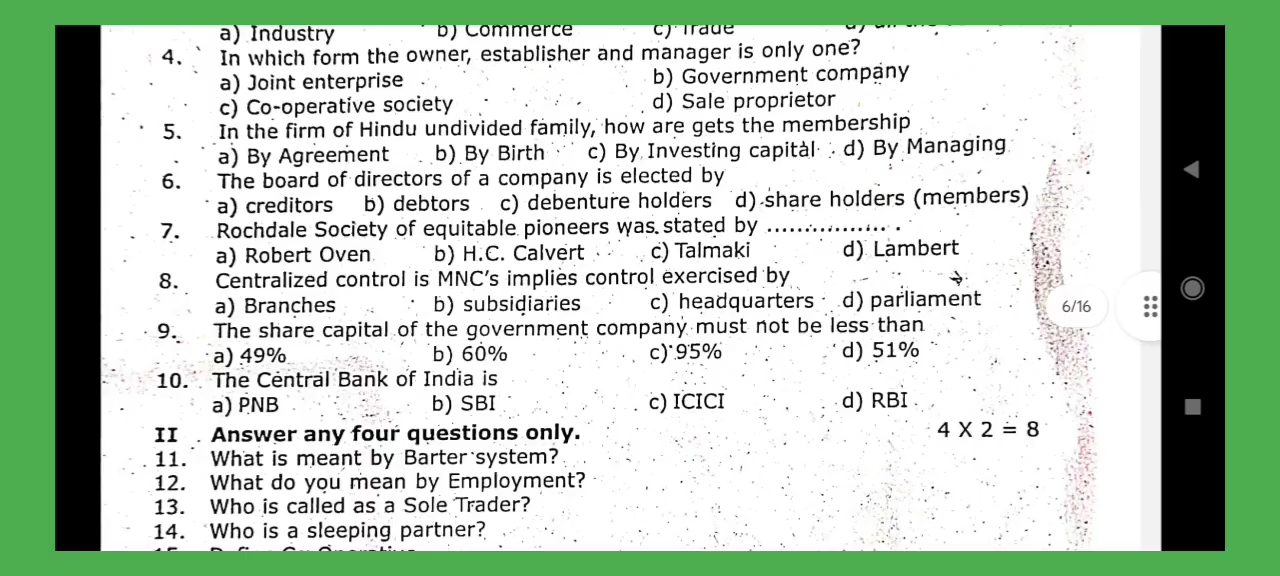 a) Industry b) Commerce c) Trade
4. In which form the owner, establisher and manager is only one?
a) Joint enterprise b) Government company
c) Co-operative society d) Sale proprietor
5. In the firm of Hindu undivided family, how are gets the membership
a) By Agreement b) By Birth c) By Investing capital d) By Managing
6. The board of directors of a company is elected by
a) creditors b) debtors c) debenture holders d) share holders (members)
7. Rochdale Society of equitable pioneers was stated by .................
a) Robert Oven b) H.C. Calvert c) Talmaki d) Lambert
8. Centralized control is MNC's implies control exercised by
a) Branches b) subsidiaries c) headquarters d) parliament
6/16
9. The share capital of the government company must not be less than
a) 49% b) 60% c) 95% d) 51%
10. The Central Bank of India is
a) PNB b) SBI c) ICICI d) RBI
II Answer any four questions only. 4 X 2 = 8
11. What is meant by Barter system?
12. What do you mean by Employment?
13. Who is called as a Sole Trader?
14. Who is a sleeping partner?